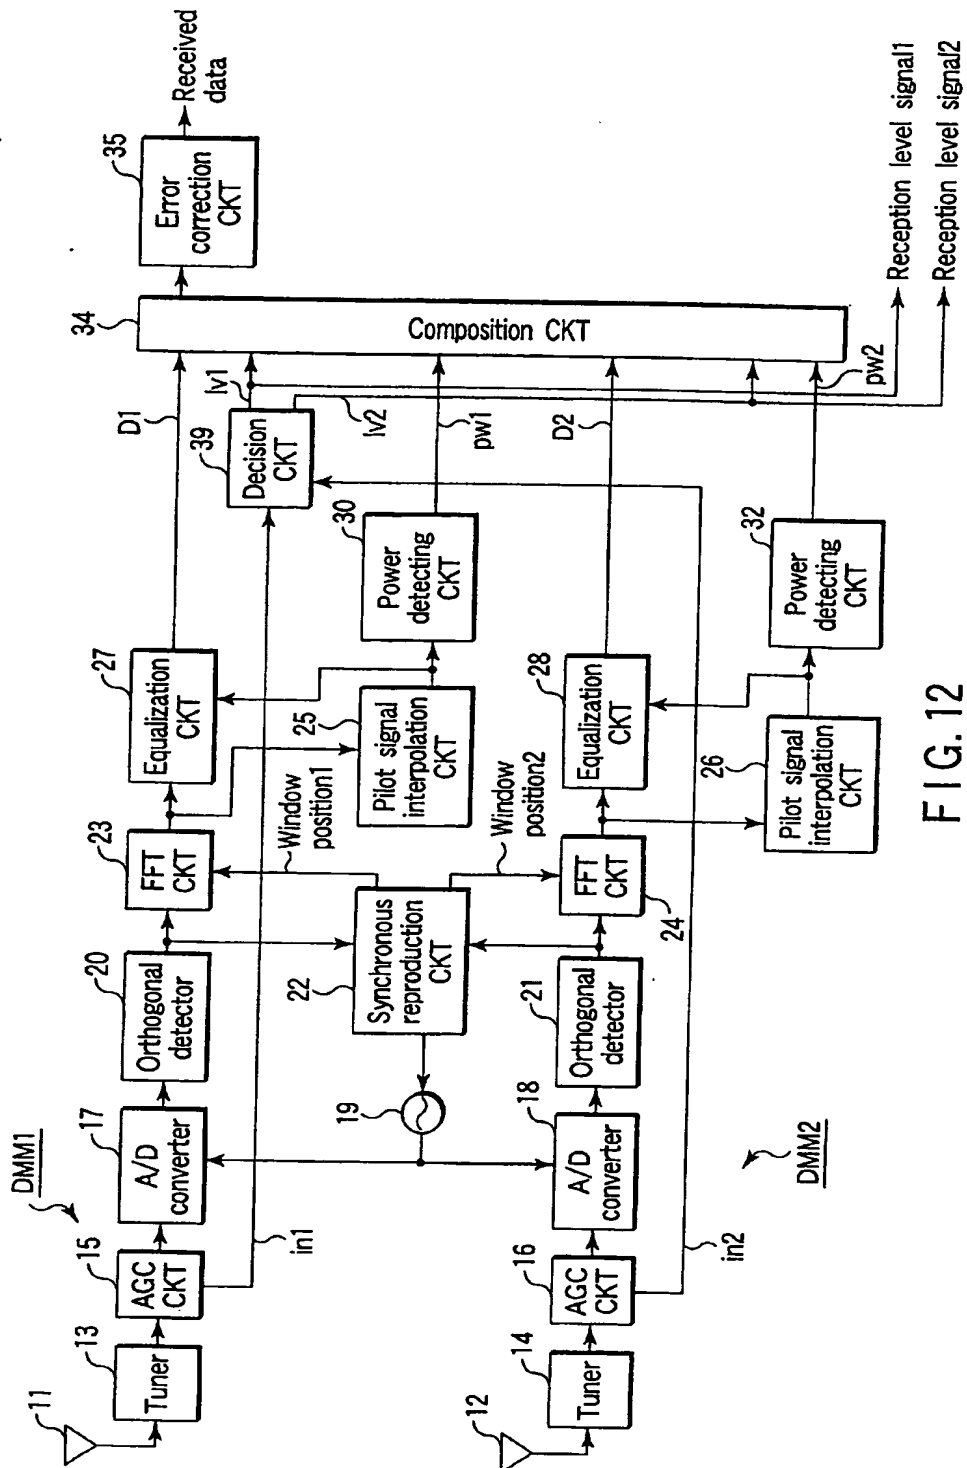 11
13
Tuner
15
AGC
CKT
DMM1
17
A/D
converter
20
Orthogonal
detector
23
FFT
CKT
27
Equalization
CKT
D1
34
Composition CKT
35
Error
correction
CKT
Received
data
in1
39
Decision
CKT
lv1
lv2
Window
position1
25
Pilot signal
interpolation
CKT
30
Power
detecting
CKT
pw1
19
22
Synchronous
reproduction
CKT
Window
position2
12
14
Tuner
16
AGC
CKT
18
A/D
converter
21
Orthogonal
detector
24
FFT
CKT
28
Equalization
CKT
D2
in2
DMM2
26
Pilot signal
interpolation
CKT
32
Power
detecting
CKT
pw2
Reception level signal1
Reception level signal2
FIG. 12